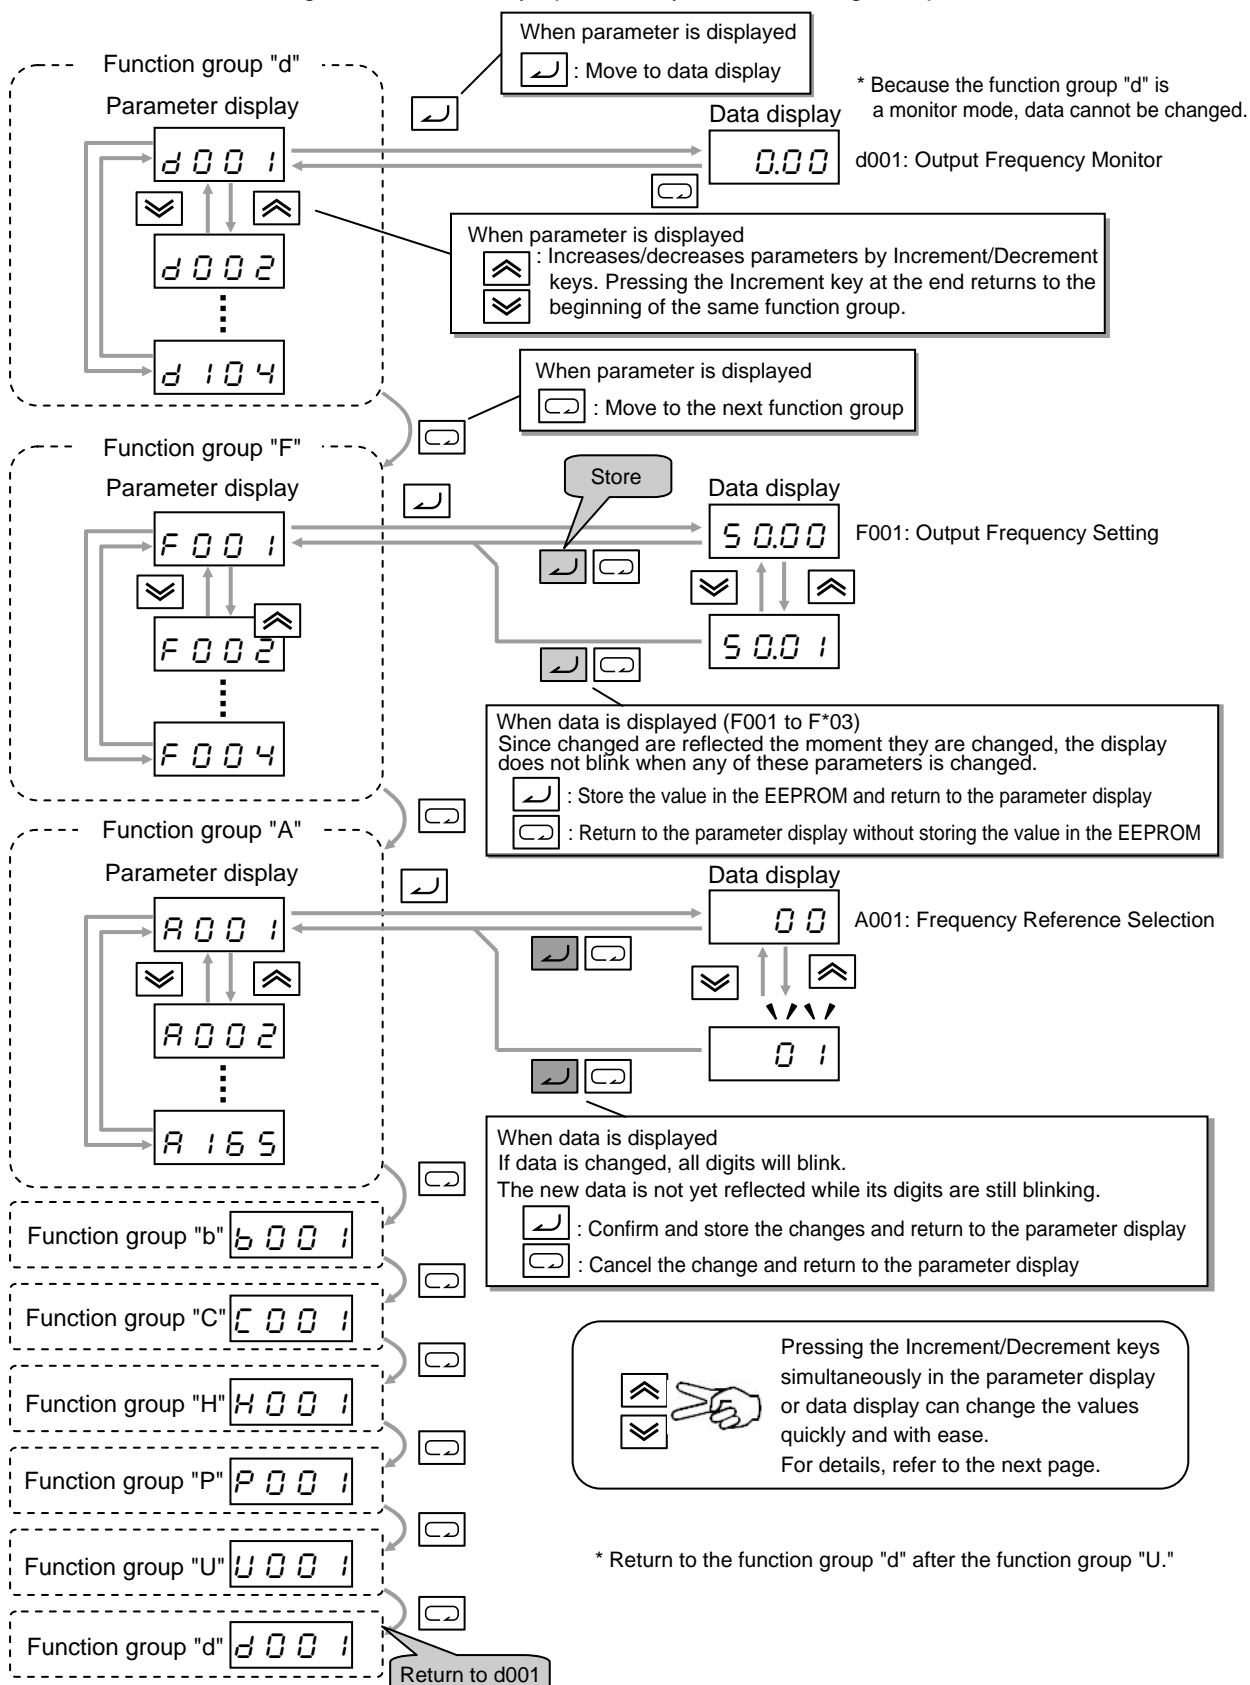 When parameter is displayed
: Move to data display
Function group "d"
Parameter display
* Because the function group "d" is
a monitor mode, data cannot be changed.
Data display
d001
0.00
d001: Output Frequency Monitor
When parameter is displayed
: Increases/decreases parameters by Increment/Decrement
keys. Pressing the Increment key at the end returns to the
beginning of the same function group.
d002
d104
When parameter is displayed
: Move to the next function group
Function group "F"
Parameter display
Store
Data display
F001
50.00
F001: Output Frequency Setting
F002
50.01
F004
When data is displayed (F001 to F*03)
Since changed are reflected the moment they are changed, the display
does not blink when any of these parameters is changed.
: Store the value in the EEPROM and return to the parameter display
: Return to the parameter display without storing the value in the EEPROM
Function group "A"
Parameter display
Data display
A001
00
A001: Frequency Reference Selection
A002
01
A165
When data is displayed
If data is changed, all digits will blink.
The new data is not yet reflected while its digits are still blinking.
: Confirm and store the changes and return to the parameter display
: Cancel the change and return to the parameter display
Function group "b" b001
Function group "C" C001
Function group "H" H001
Function group "P" P001
Function group "U" U001
Function group "d" d001
Return to d001
Pressing the Increment/Decrement keys
simultaneously in the parameter display
or data display can change the values
quickly and with ease.
For details, refer to the next page.
* Return to the function group "d" after the function group "U."